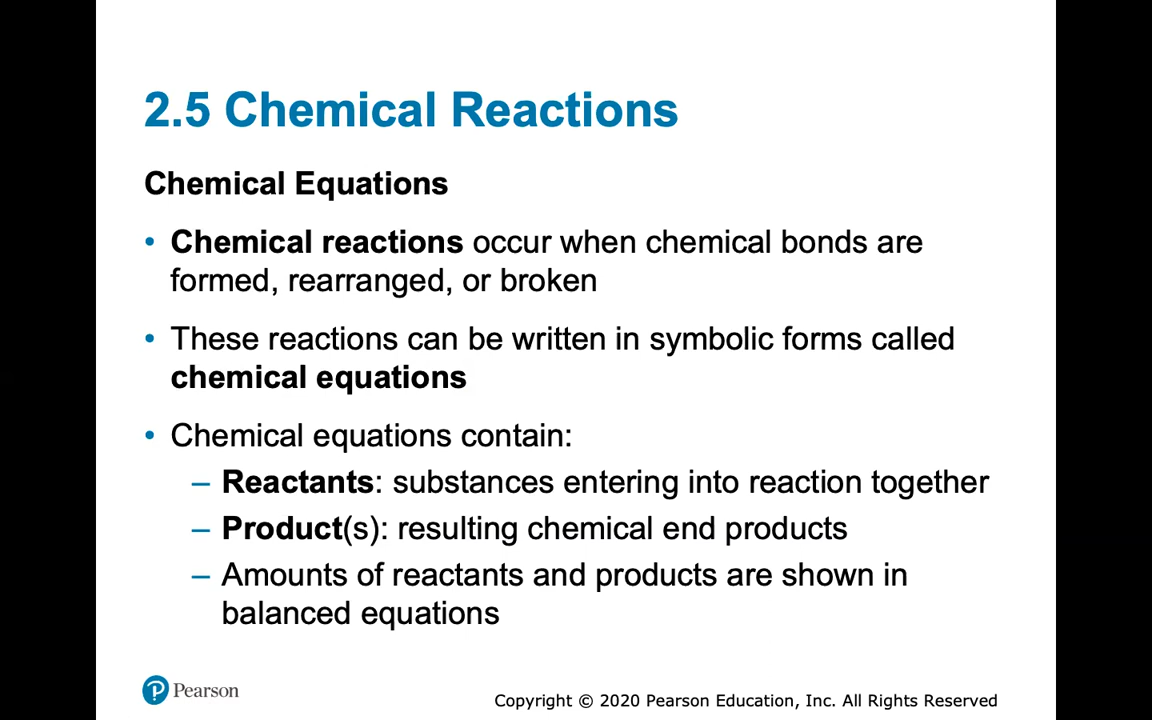 2.5 Chemical Reactions
Chemical Equations
• Chemical reactions occur when chemical bonds are
formed, rearranged, or broken
• These reactions can be written in symbolic forms called
chemical equations
• Chemical equations contain:
– Reactants: substances entering into reaction together
– Product(s): resulting chemical end products
– Amounts of reactants and products are shown in
balanced equations
P Pearson
Copyright © 2020 Pearson Education, Inc. All Rights Reserved